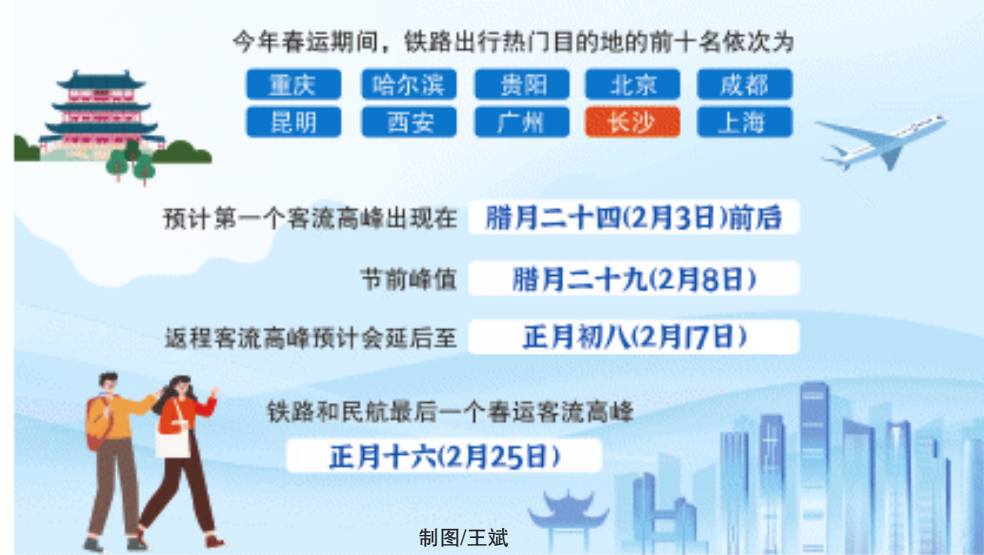 今年春运期间，铁路出行热门目的地的前十名依次为
重庆 哈尔滨 贵阳 北京 成都
昆明 西安 广州 长沙 上海
预计第一个客流高峰出现在 腊月二十四(2月3日)前后
节前峰值 腊月二十九(2月8日)
返程客流高峰预计会延后至 正月初八(2月17日)
铁路和民航最后一个春运客流高峰
正月十六(2月25日)
制图/王斌